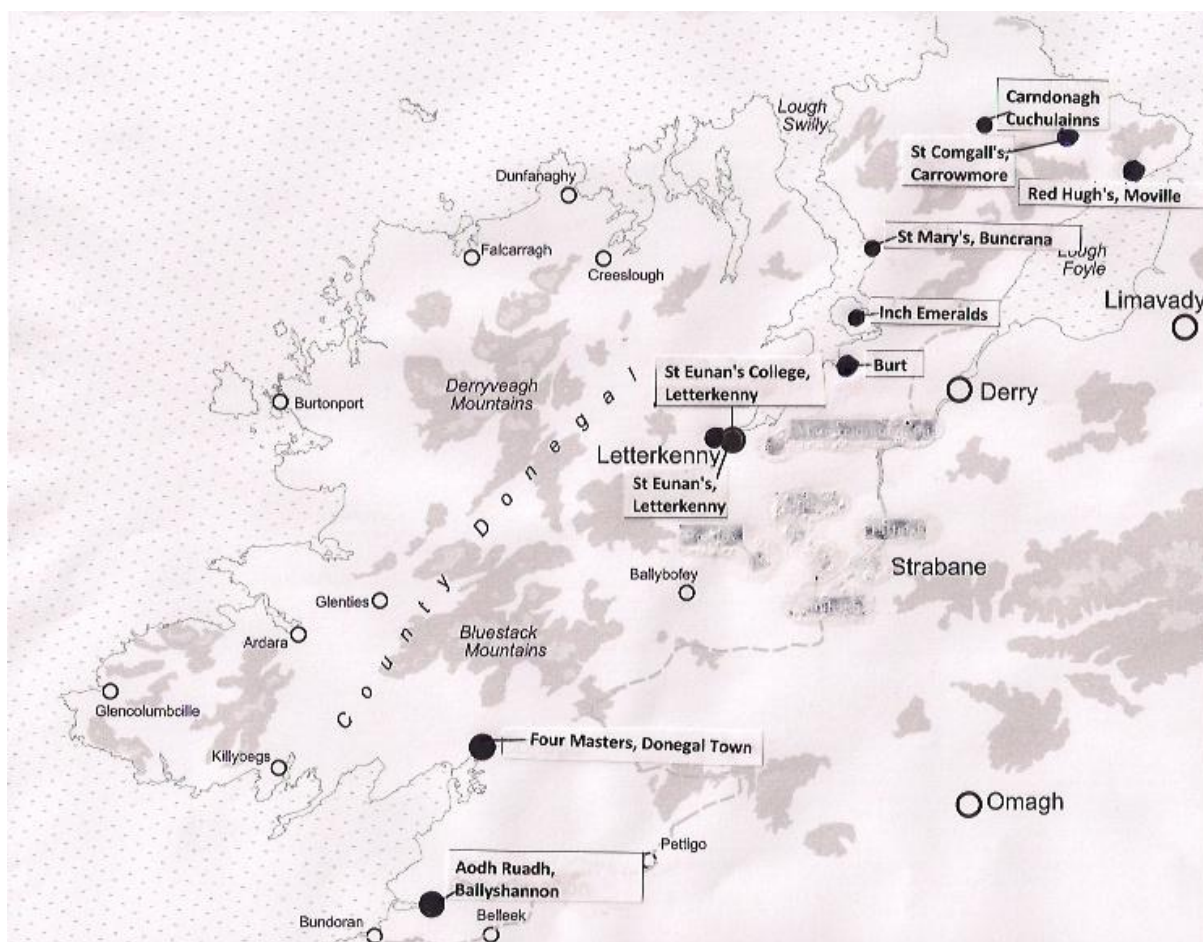 Carndonagh
Cuchulainns
Lough
Swilly
St Comgall's,
Carrowmore
Dunfanaghy
Red Hugh's, Moville
St Mary's, Buncrana
Falcarragh
Creeslough
Lough
Foyle
Limavady
Inch Emeralds
St Eunan's College,
Letterkenny
Burt
Derryveagh
Mountains
Burtonport
Derry
Letterkenny
St Eunan's,
Letterkenny
County Donegal
Strabane
Ballybofey
Glenties
Ardara
Bluestack
Mountains
Glencolumbcille
Four Masters, Donegal Town
Killybegs
Omagh
Pettigo
Aodh Ruadh,
Ballyshannon
Bundoran
Belleek